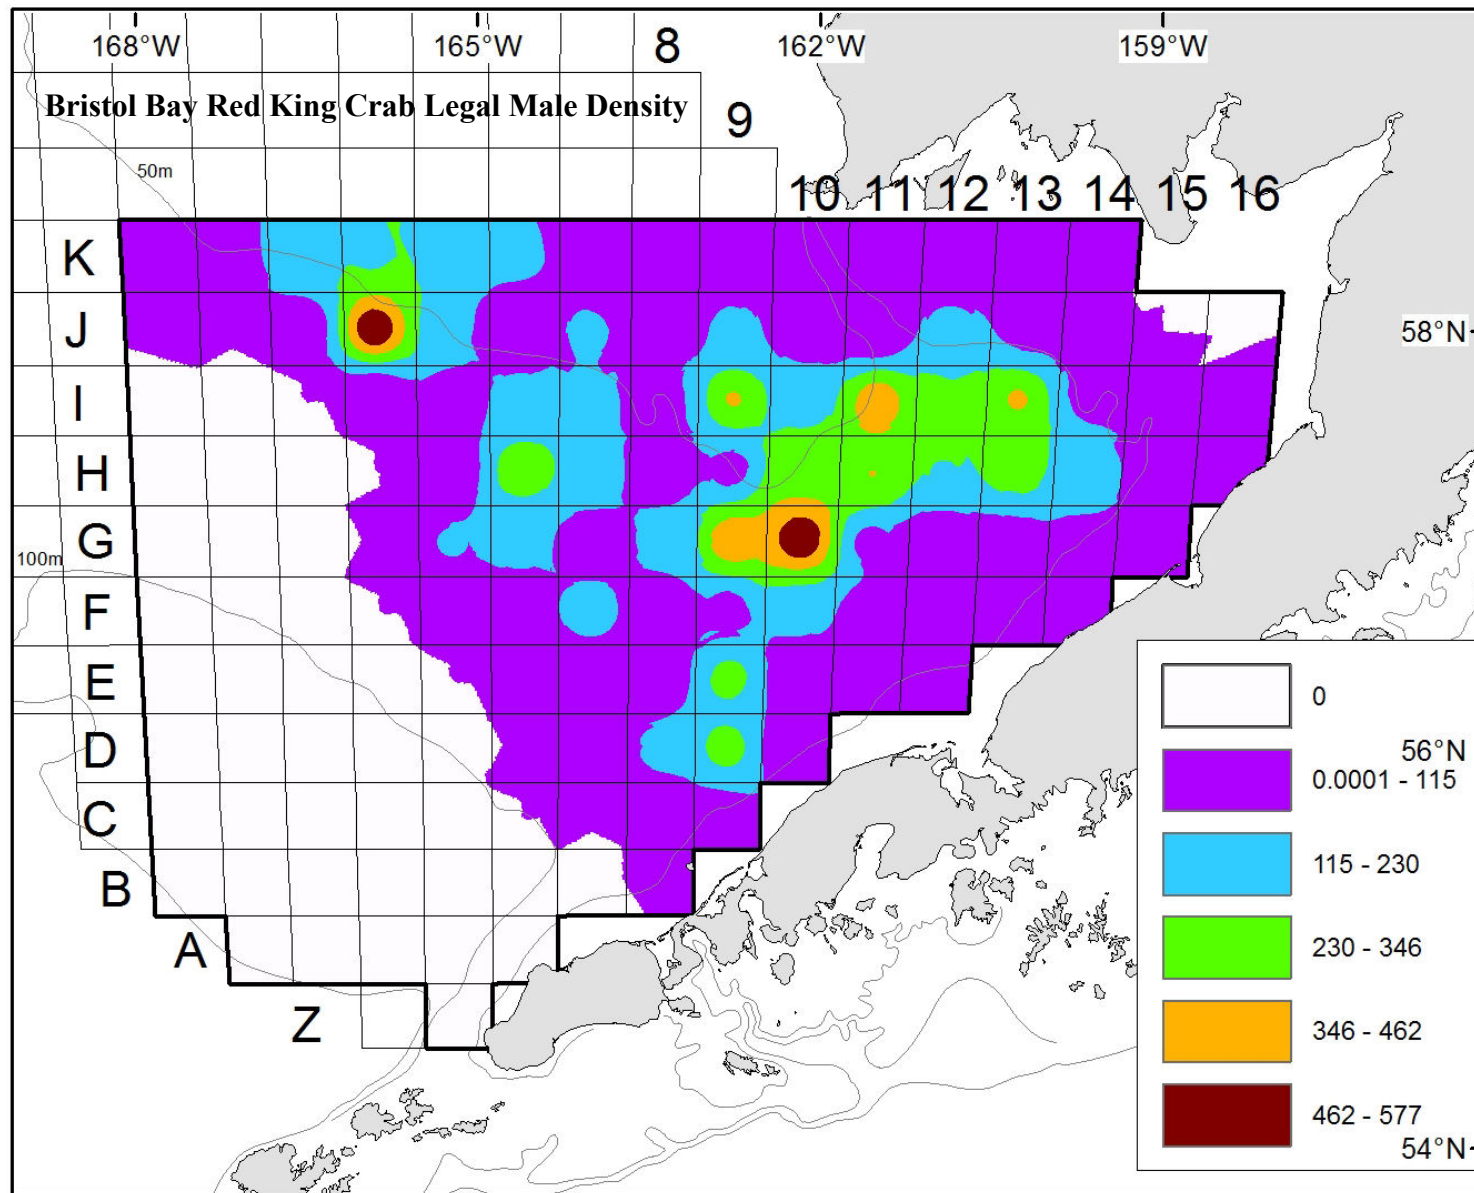 168°W 165°W 8 162°W 159°W
Bristol Bay Red King Crab Legal Male Density
9
50m
10 11 12 13 14 15 16
K
J
58°N
I
H
G
100m
F
E
D
C
B
A
Z
0
56°N
0.0001 - 115
115 - 230
230 - 346
346 - 462
462 - 577
54°N